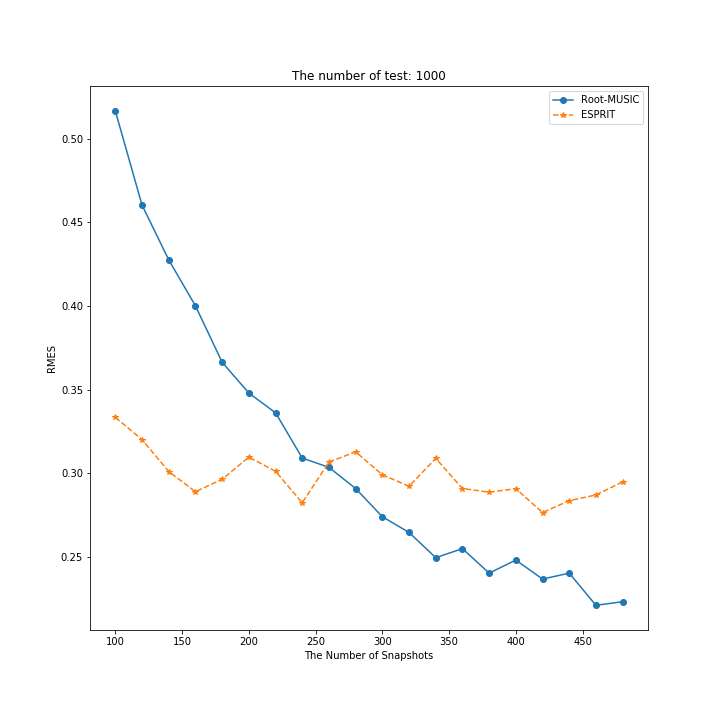 The number of test: 1000
Root-MUSIC
ESPRIT
0.50
0.45
0.40
0.35
0.30
0.25
RMES
100 150 200 250 300 350 400 450
The Number of Snapshots